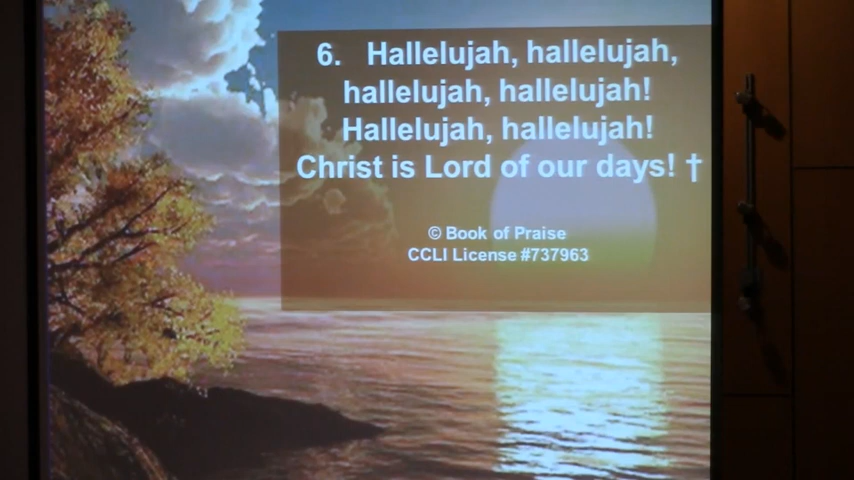 6. Hallelujah, hallelujah,
hallelujah, hallelujah!
Hallelujah, hallelujah!
Christ is Lord of our days! †
© Book of Praise
CCLI License #737963